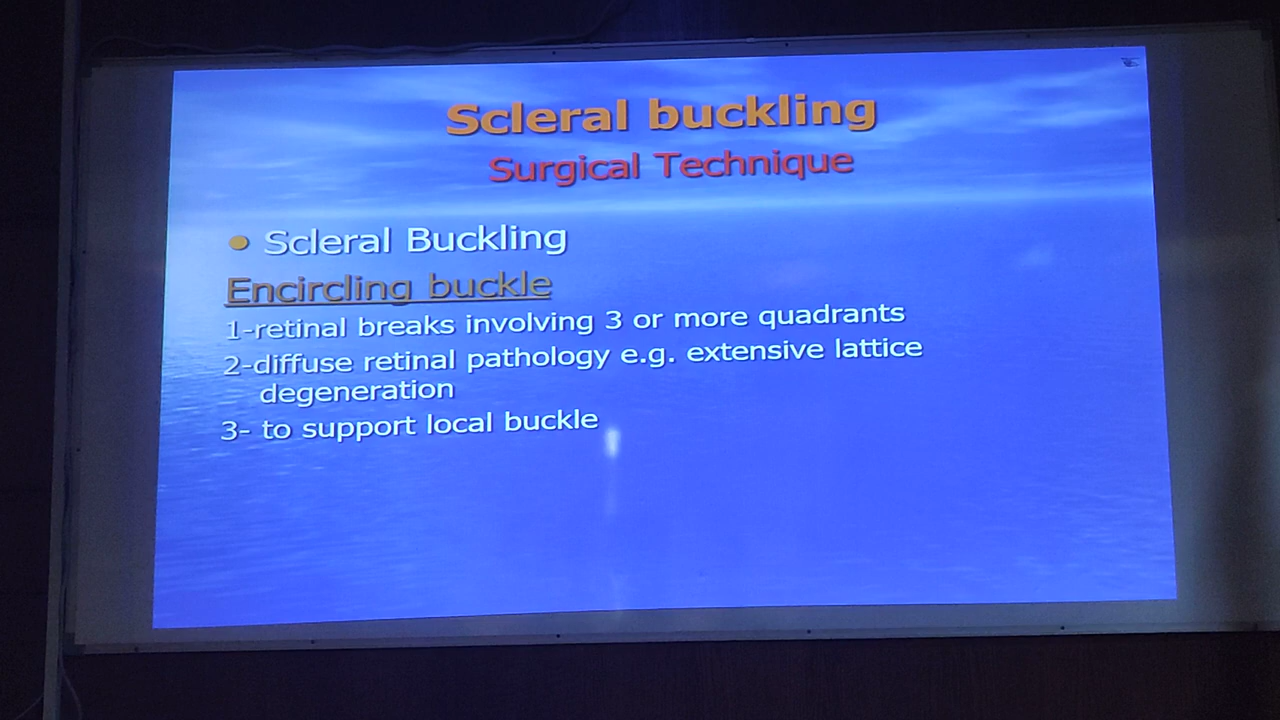 Scleral buckling
Surgical Technique
• Scleral Buckling
Encircling buckle
1-retinal breaks involving 3 or more quadrants
2-diffuse retinal pathology e.g. extensive lattice
degeneration
3- to support local buckle